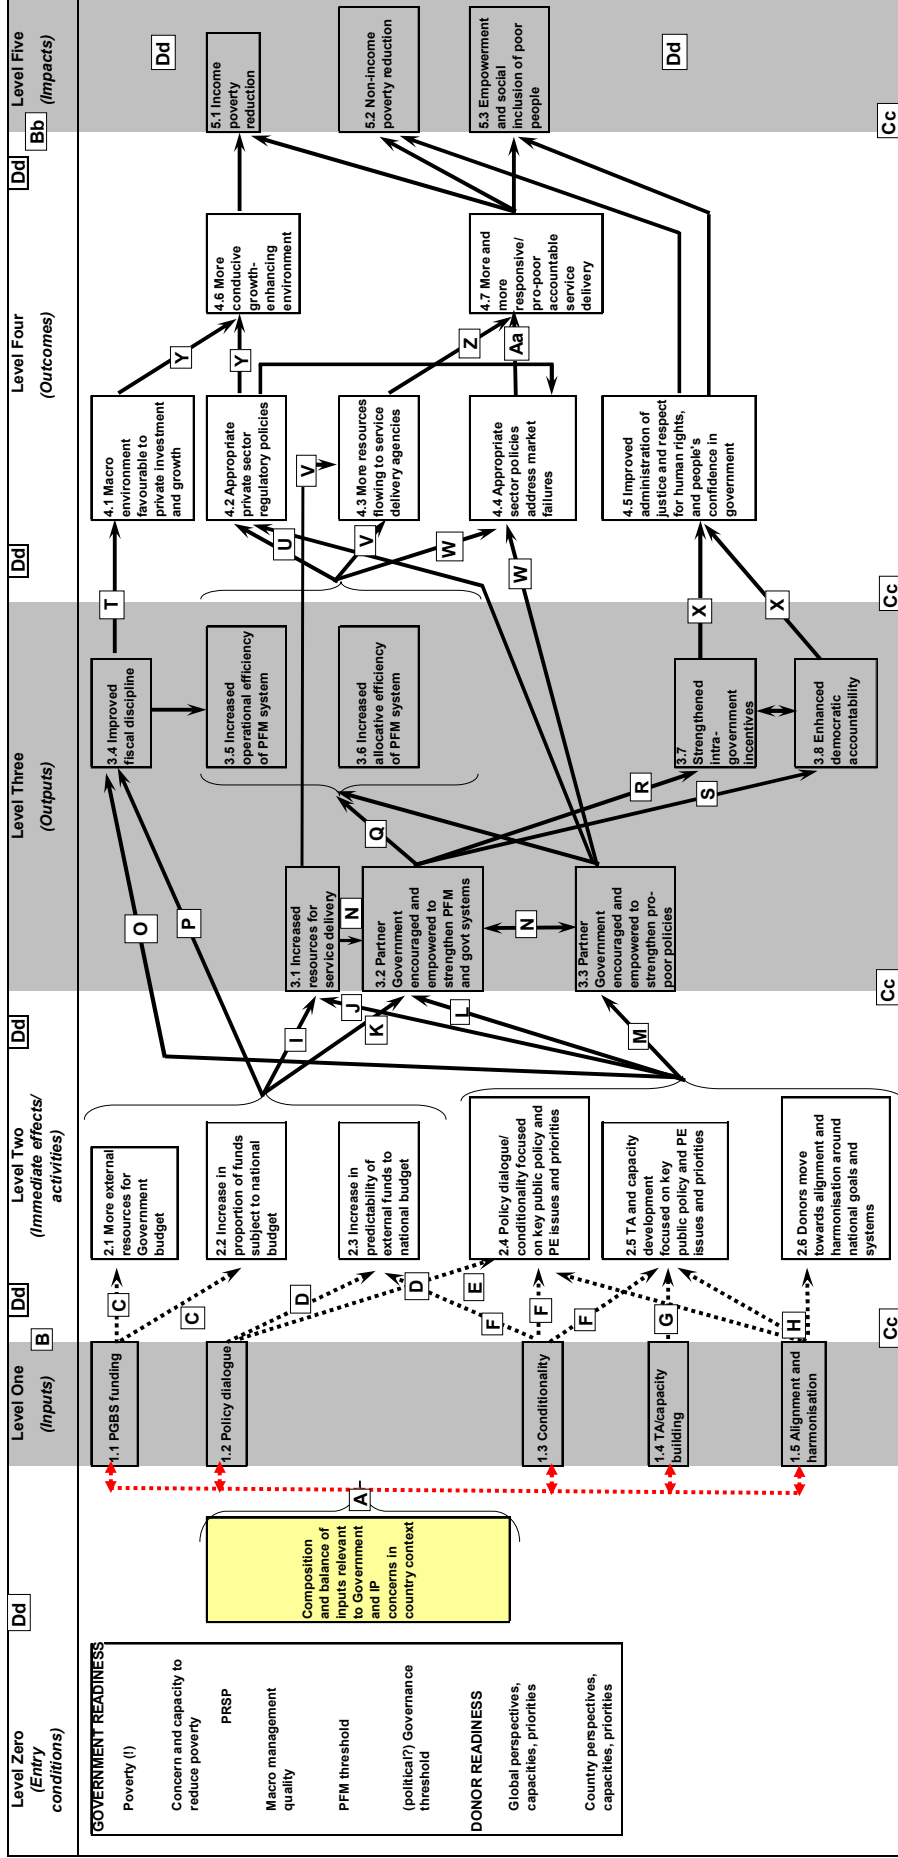 Level Zero
(Entry
conditions)
Level One
(Inputs)
Level Two
(Immediate effects/
activities)
Level Three
(Outputs)
Level Four
(Outcomes)
Level Five
(Impacts)
Dd
B
Dd
Dd
Dd
Dd
Bb
GOVERNMENT READINESS
Poverty (!)
Concern and capacity to
reduce poverty
PRSP
Macro management
quality
PFM threshold
(political?) Governance
threshold
DONOR READINESS
Global perspectives,
capacities, priorities
Country perspectives,
capacities, priorities
Composition
and balance of
inputs relevant
to Government
and IP
concerns in
country context
A
1.1 PGBS funding
1.2 Policy dialogue
1.3 Conditionality
1.4 TA/capacity
building
1.5 Alignment and
harmonisation
C
C
D
D
E
F
F
F
G
H
2.1 More external
resources for
Government
budget
2.2 Increase in
proportion of funds
subject to national
budget
2.3 Increase in
predictability of
external funds to
national budget
2.4 Policy dialogue/
conditionality focused
on key public policy and
PE issues and priorities
2.5 TA and capacity
development
focused on key
public policy and PE
issues and priorities
2.6 Donors move
towards alignment and
harmonisation around
national goals and
systems
O
P
I
J
K
L
M
3.1 Increased
resources for
service delivery
N
3.2 Partner
Government
encouraged and
empowered to
strengthen PFM
and govt systems
N
3.3 Partner
Government
encouraged and
empowered to
strengthen pro-
poor policies
Q
R
S
3.4 Improved
fiscal discipline
3.5 Increased
operational efficiency
of PFM system
3.6 Increased
allocative efficiency
of PFM system
3.7
Strengthened
intra-
government
incentives
3.8 Enhanced
democratic
accountability
T
U
V
V
W
W
X
X
4.1 Macro
environment
favourable to
private investment
and growth
4.2 Appropriate
private sector
regulatory policies
4.3 More resources
flowing to service
delivery agencies
4.4 Appropriate
sector policies
address market
failures
4.5 Improved
administration of
justice and respect
for human rights,
and people's
confidence in
government
Y
Y
Z
Aa
4.6 More
conducive
growth-
enhancing
environment
4.7 More and
more
responsive/
pro-poor
accountable
service
delivery
Dd
5.1 Income
poverty
reduction
5.2 Non-income
poverty reduction
5.3 Empowerment
and social
inclusion of poor
people
Dd
Cc
Cc
Cc
Cc